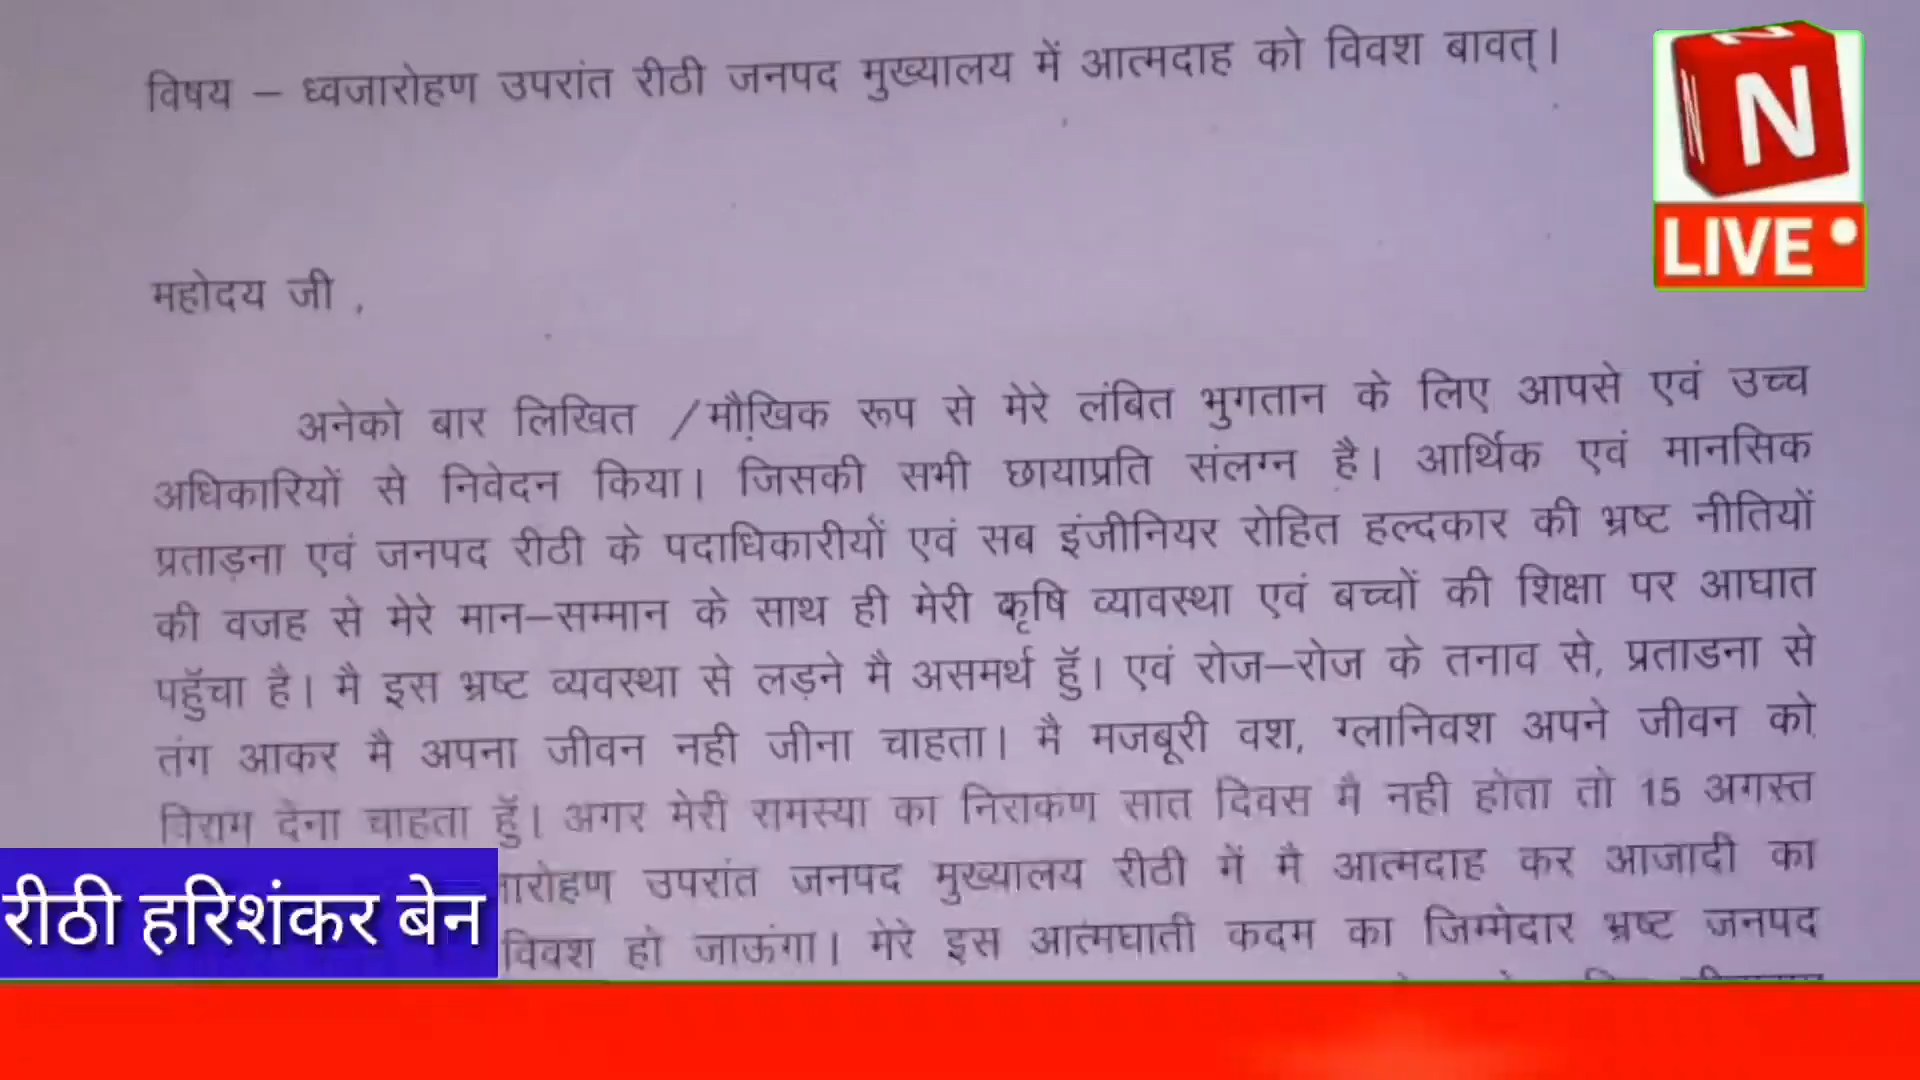 विषय – ध्वजारोहण उपरांत रीठी जनपद मुख्यालय में आत्मदाह को विवश बावत्।
N
N
N
LIVE
महोदय जी ,
अनेको बार लिखित /मौखि़क रूप से मेरे लंबित भुगतान के लिए आपसे एवं उच्च
अधिकारियों से निवेदन किया। जिसकी सभी छायाप्रति संलग्न है। आर्थिक एवं मानसिक
प्रताड़ना एवं जनपद रीठी के पदाधिकारीयों एवं सब इंजीनियर रोहित हल्दकार की भ्रष्ट नीतियों
की वजह से मेरे मान–सम्मान के साथ ही मेरी कृषि व्यावस्था एवं बच्चों की शिक्षा पर आघात
पहुॅचा है। मै इस भ्रष्ट व्यवस्था से लड़ने मै असमर्थ हुॅ। एवं रोज–रोज के तनाव से, प्रताडना से
तंग आकर मै अपना जीवन नही जीना चाहता। मै मजबूरी वश, ग्लानिवश अपने जीवन को
विराम देना चाहता हुॅ। अगर मेरी समस्या का निराकण सात दिवस मै नही होता तो 15 अगस्त
ारोहण उपरांत जनपद मुख्यालय रीठी में मै आत्मदाह कर आजादी का
विवश हो जाऊंगा। मेरे इस आत्मघाती कदम का जिम्मेदार भ्रष्ट जनपद
रीठी हरिशंकर बेन